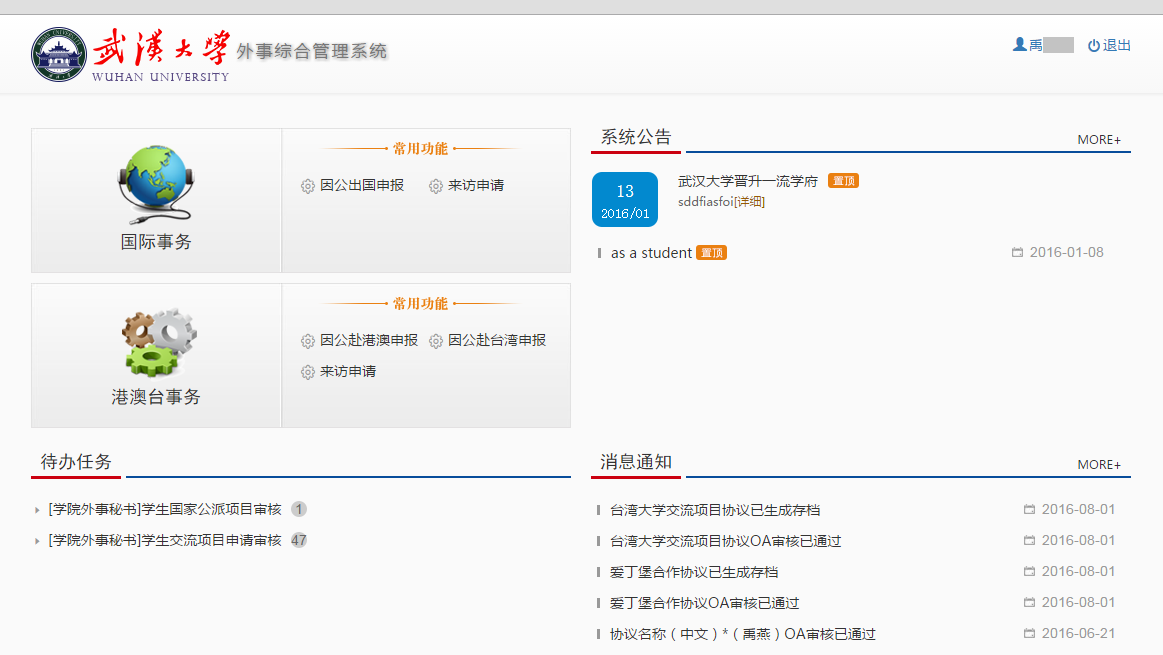 武漢大學
WUHAN UNIVERSITY
外事综合管理系统
禹
退出
国际事务
常用功能
因公出国申报 来访申请
港澳台事务
常用功能
因公赴港澳申报 因公赴台湾申报
来访申请
系统公告 MORE+
13
2016/01
武汉大学晋升一流学府 置顶
sddfiasfoi[详细]
as a student 置顶 2016-01-08
待办任务
[学院外事秘书]学生国家公派项目审核 1
[学院外事秘书]学生交流项目申请审核 47
消息通知 MORE+
台湾大学交流项目协议已生成存档 2016-08-01
台湾大学交流项目协议OA审核已通过 2016-08-01
爱丁堡合作协议已生成存档 2016-08-01
爱丁堡合作协议OA审核已通过 2016-08-01
协议名称（中文）*（禹燕）OA审核已通过 2016-06-21